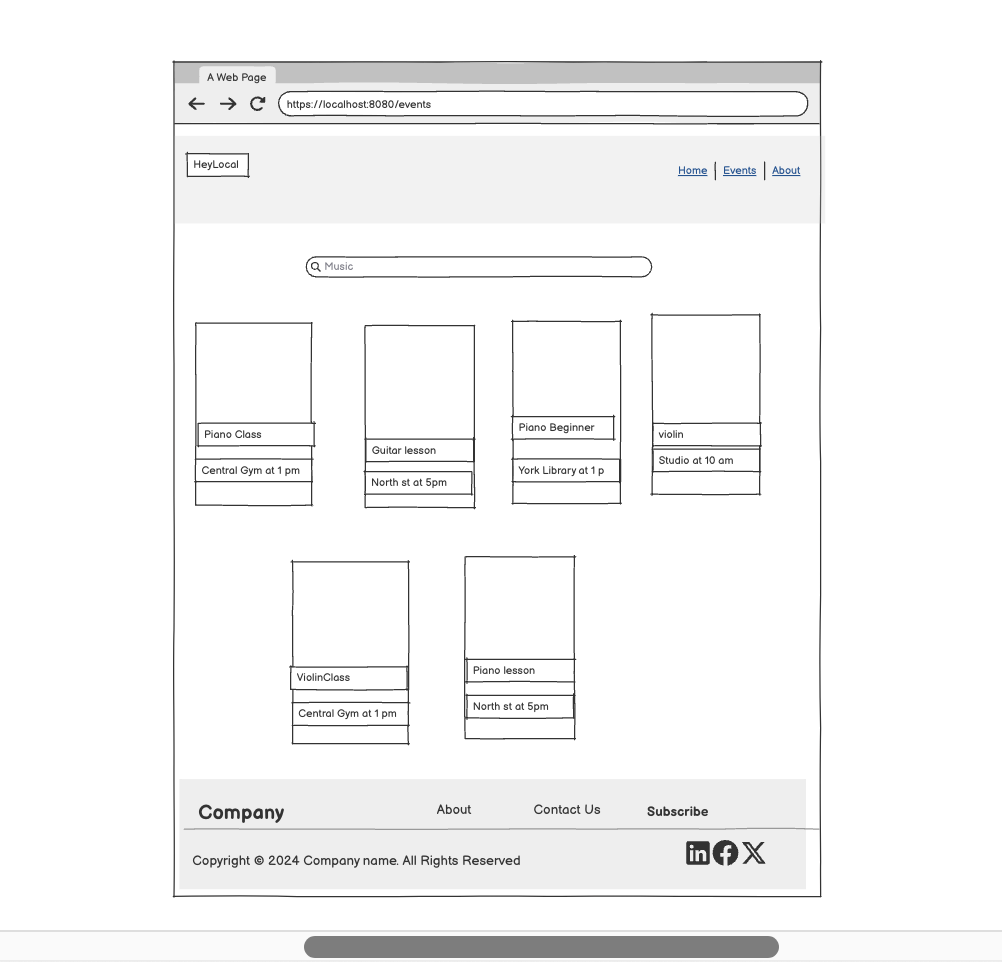 A Web Page
https://localhost:8080/events
HeyLocal
Home
Events
About
Music
Piano Class
Central Gym at 1 pm
Guitar lesson
North st at 5pm
Piano Beginner
York Library at 1 p
violin
Studio at 10 am
ViolinClass
Central Gym at 1 pm
Piano lesson
North st at 5pm
Company
About
Contact Us
Subscribe
Copyright © 2024 Company name. All Rights Reserved